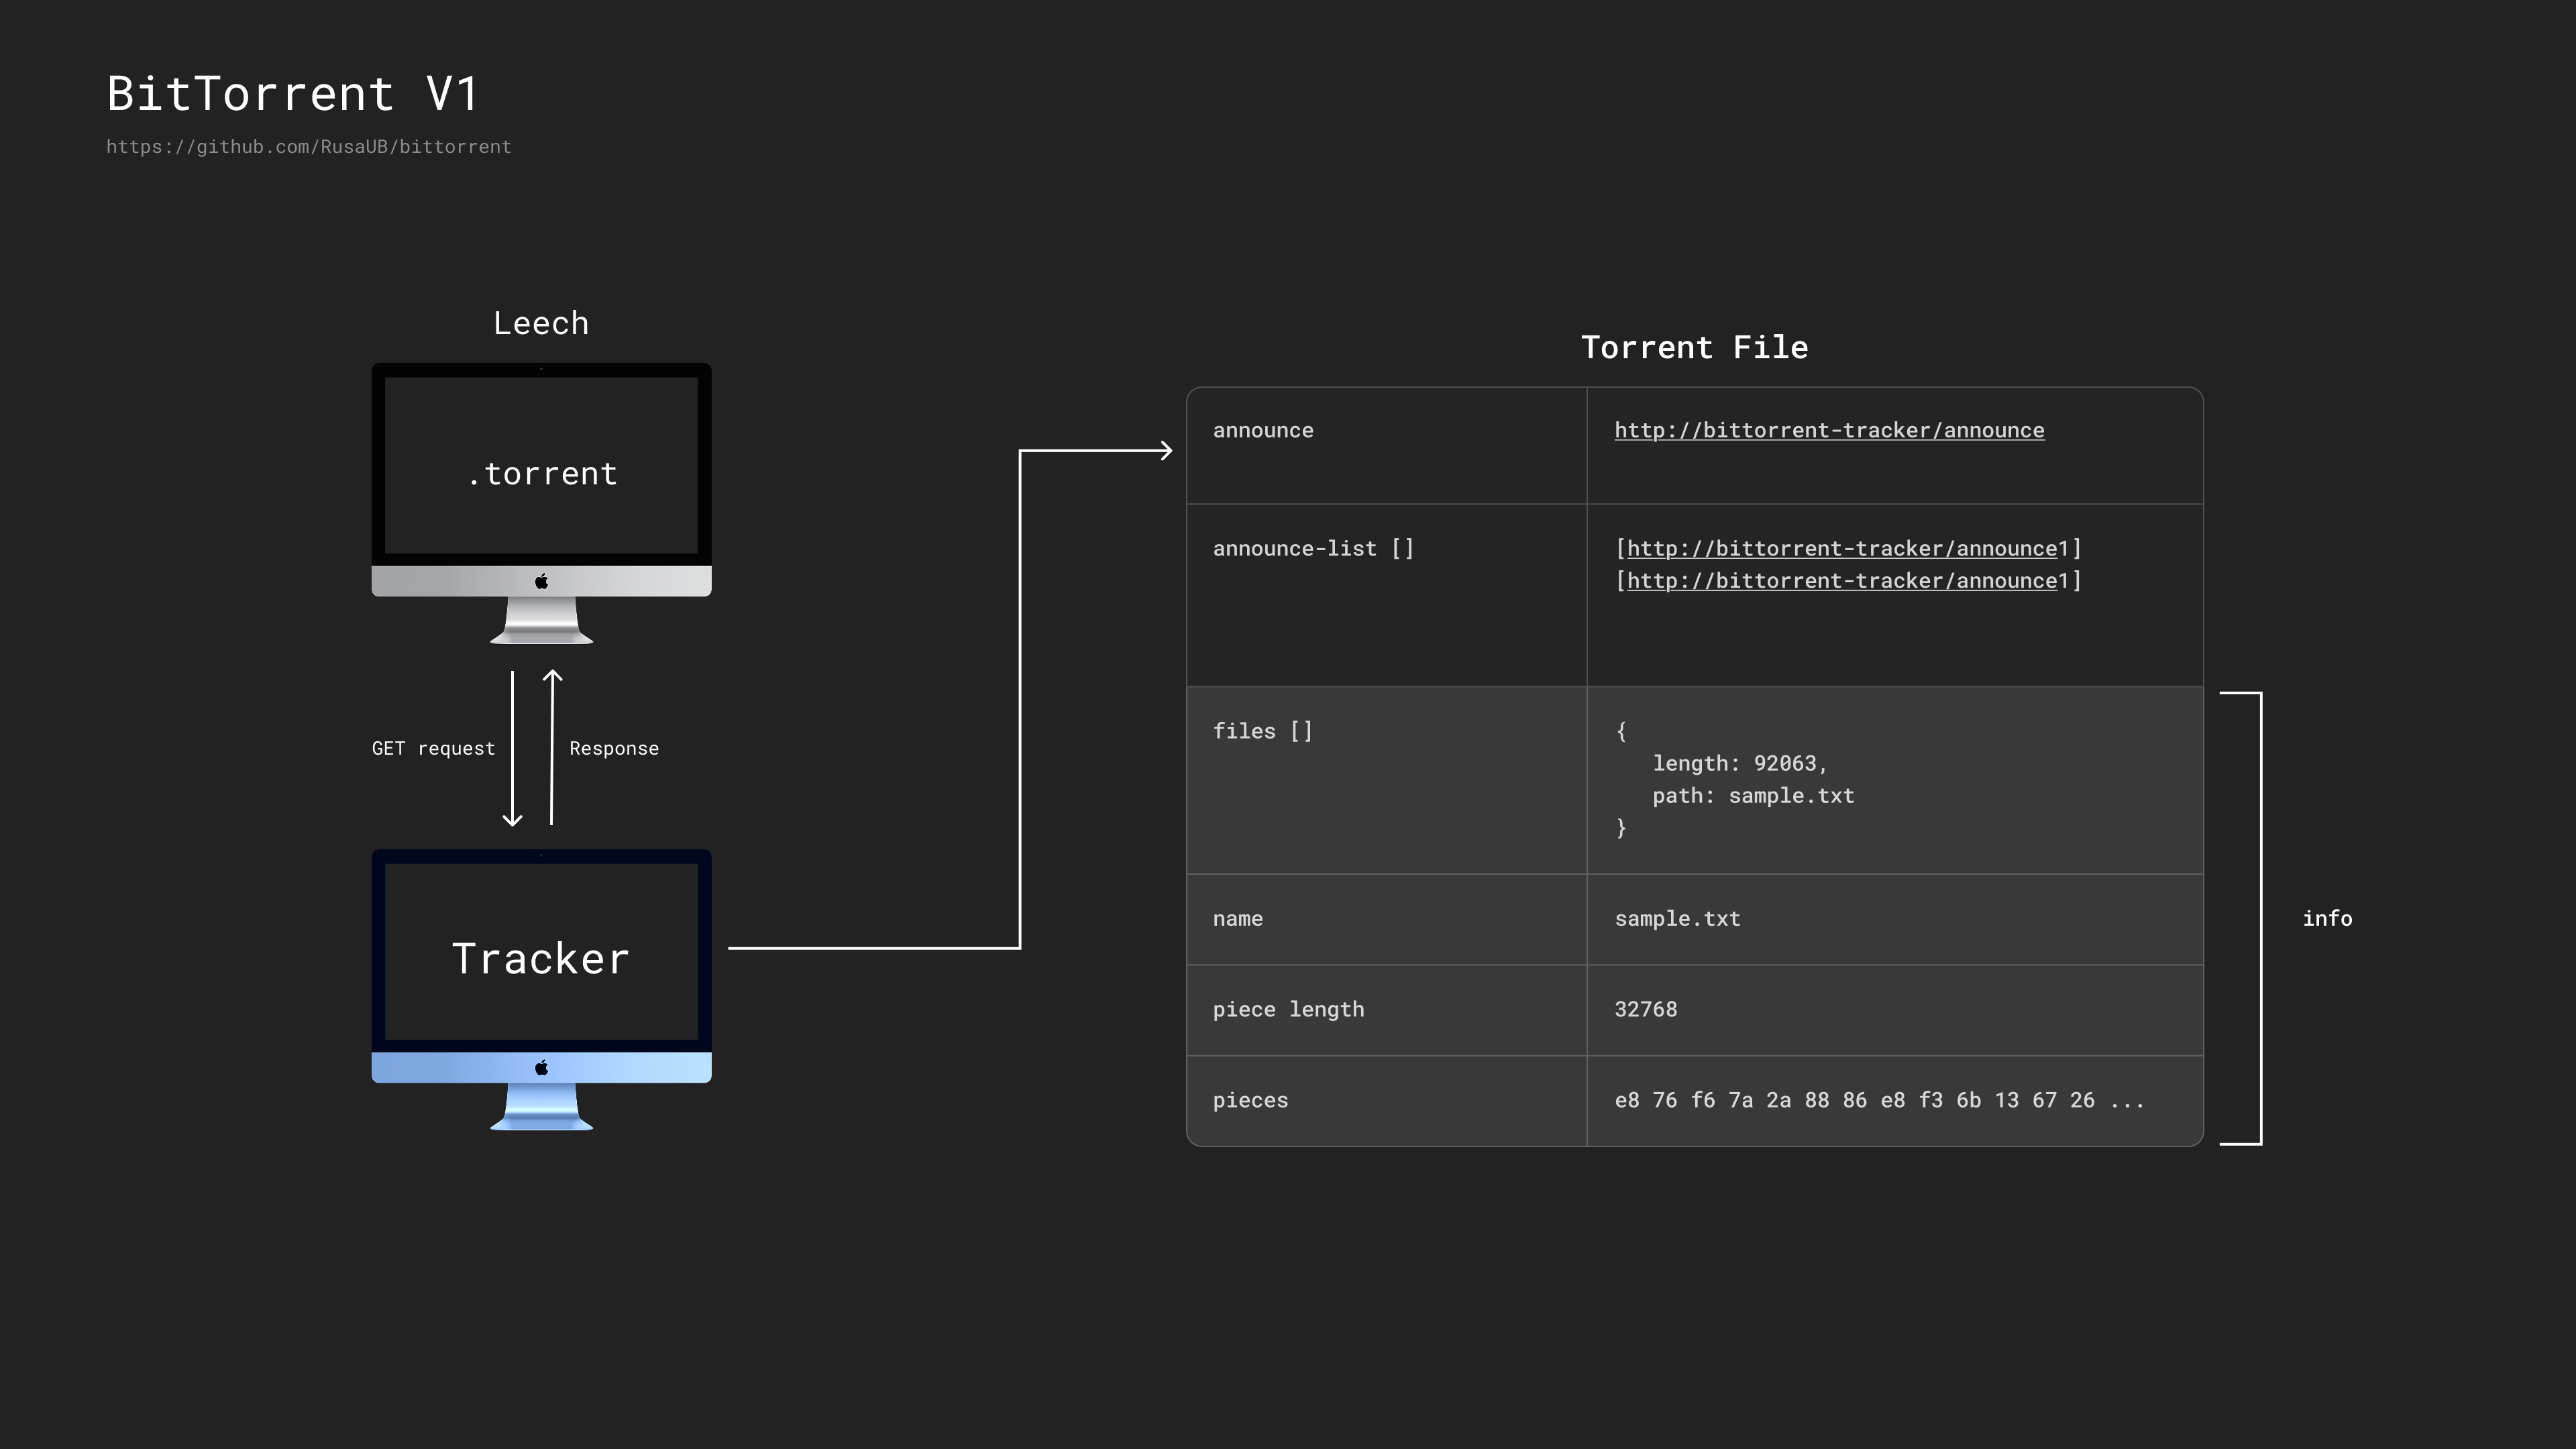 BitTorrent V1
https://github.com/RusaUB/bittorrent
Leech
.torrent
GET request
Response
Tracker
Torrent File
announce
http://bittorrent-tracker/announce
announce-list []
[http://bittorrent-tracker/announce1]
[http://bittorrent-tracker/announce1]
files []
{
length: 92063,
path: sample.txt
}
name
sample.txt
piece length
32768
pieces
e8 76 f6 7a 2a 88 86 e8 f3 6b 13 67 26 ...
info